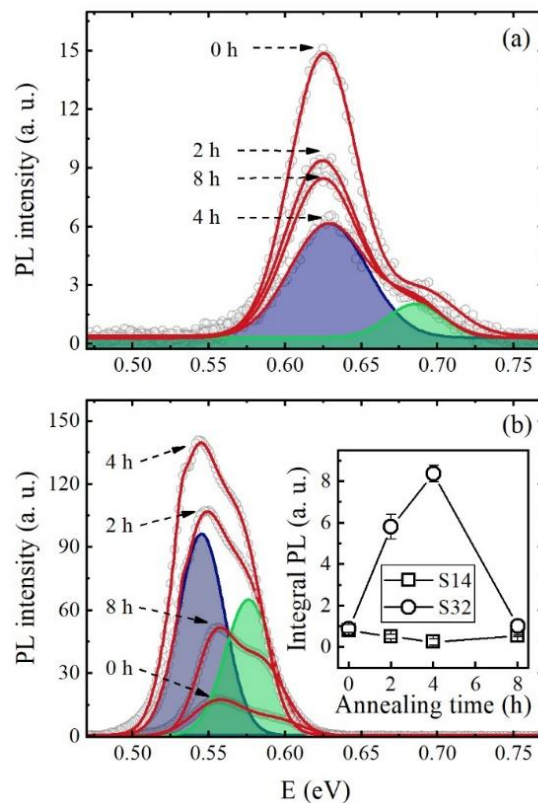 (a)
PL intensity (a. u.)
15
12
9
6
3
0
0 h
2 h
8 h
4 h
0.50 0.55 0.60 0.65 0.70 0.75
(b)
PL intensity (a. u.)
150
120
90
60
30
0
4 h
2 h
8 h
0 h
Integral PL (a. u.)
8
6
4
2
0
S14
S32
0 2 4 6 8
Annealing time (h)
0.50 0.55 0.60 0.65 0.70 0.75
E (eV)